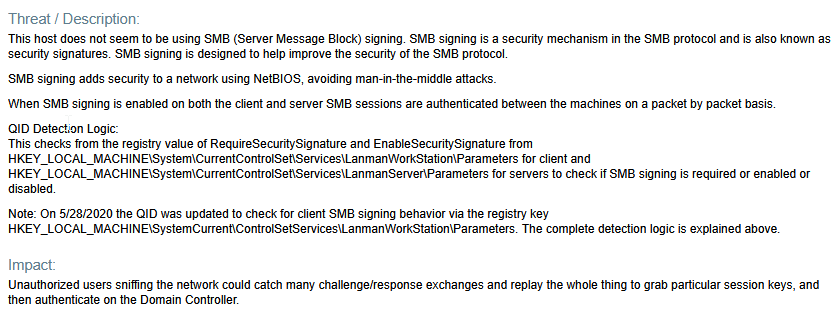 Threat / Description:
This host does not seem to be using SMB (Server Message Block) signing. SMB signing is a security mechanism in the SMB protocol and is also known as
security signatures. SMB signing is designed to help improve the security of the SMB protocol.
SMB signing adds security to a network using NetBIOS, avoiding man-in-the-middle attacks.
When SMB signing is enabled on both the client and server SMB sessions are authenticated between the machines on a packet by packet basis.
QID Detection Logic:
This checks from the registry value of RequireSecuritySignature and EnableSecuritySignature from
HKEY_LOCAL_MACHINE\System\CurrentControlSet\Services\LanmanWorkStation\Parameters for client and
HKEY_LOCAL_MACHINE\System\CurrentControlSet\Services\LanmanServer\Parameters for servers to check if SMB signing is required or enabled or
disabled.
Note: On 5/28/2020 the QID was updated to check for client SMB signing behavior via the registry key
HKEY_LOCAL_MACHINE\SystemCurrent\ControlSetServices\LanmanWorkStation\Parameters. The complete detection logic is explained above.
Impact:
Unauthorized users sniffing the network could catch many challenge/response exchanges and replay the whole thing to grab particular session keys, and
then authenticate on the Domain Controller.